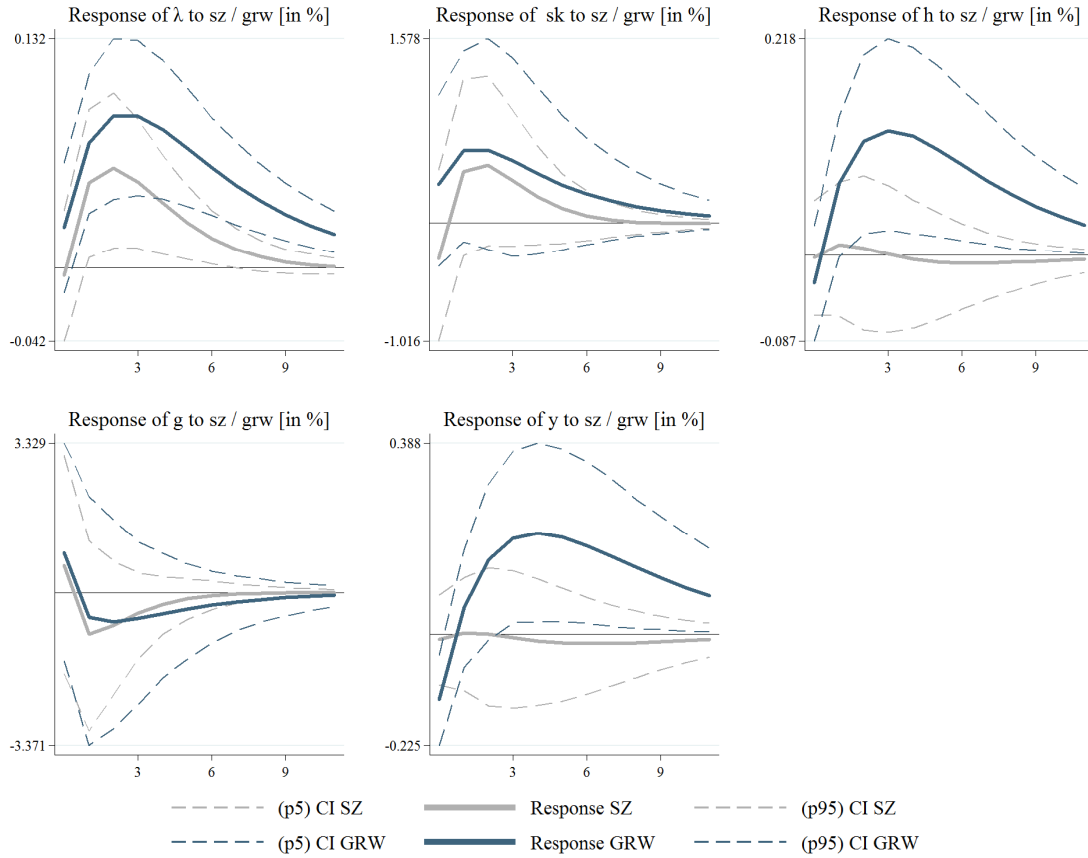 Response of λ to sz / grw [in %]
0.132
-0.042
3 6 9
Response of sk to sz / grw [in %]
1.578
-1.016
3 6 9
Response of h to sz / grw [in %]
0.218
-0.087
3 6 9
Response of g to sz / grw [in %]
3.329
-3.371
3 6 9
Response of y to sz / grw [in %]
0.388
-0.225
3 6 9
(p5) CI SZ Response SZ (p95) CI SZ
(p5) CI GRW Response GRW (p95) CI GRW